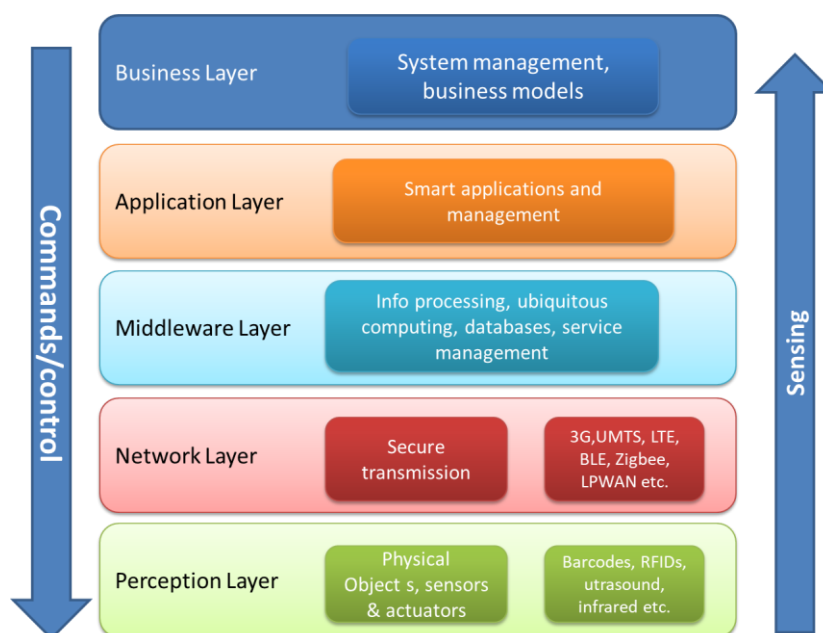 Business Layer
System management,
business models
Application Layer
Smart applications and
management
Middleware Layer
Info processing, ubiquitous
computing, databases, service
management
Network Layer
Secure
transmission
3G,UMTS, LTE,
BLE, Zigbee,
LPWAN etc.
Perception Layer
Physical
Object s, sensors
& actuators
Barcodes, RFIDs,
utrasound,
infrared etc.
Commands/control
Sensing